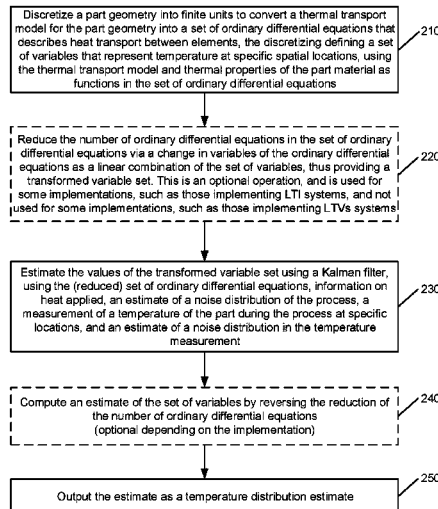 Discretize a part geometry into finite units to convert a thermal transport
model for the part geometry into a set of ordinary differential equations that
describes heat transport between elements, the discretizing defining a set
of variables that represent temperature at specific spatial locations,
using the thermal transport model and thermal properties of the part material as
functions in the set of ordinary differential equations
210
Reduce the number of ordinary differential equations in the set of ordinary
differential equations via a change in variables of the ordinary differential
equations as a linear combination of the set of variables, thus providing a
transformed variable set. This is an optional operation, and is used for
some implementations, such as those implementing LTI systems, and not
used for some implementations, such as those implementing LTVs systems
220
Estimate the values of the transformed variable set using a Kalman filter,
using the (reduced) set of ordinary differential equations, information on
heat applied, an estimate of a noise distribution of the process, a
measurement of a temperature of the part during the process at specific
locations, and an estimate of a noise distribution in the temperature
measurement
230
Compute an estimate of the set of variables by reversing the reduction of
the number of ordinary differential equations
(optional depending on the implementation)
240
Output the estimate as a temperature distribution estimate
250